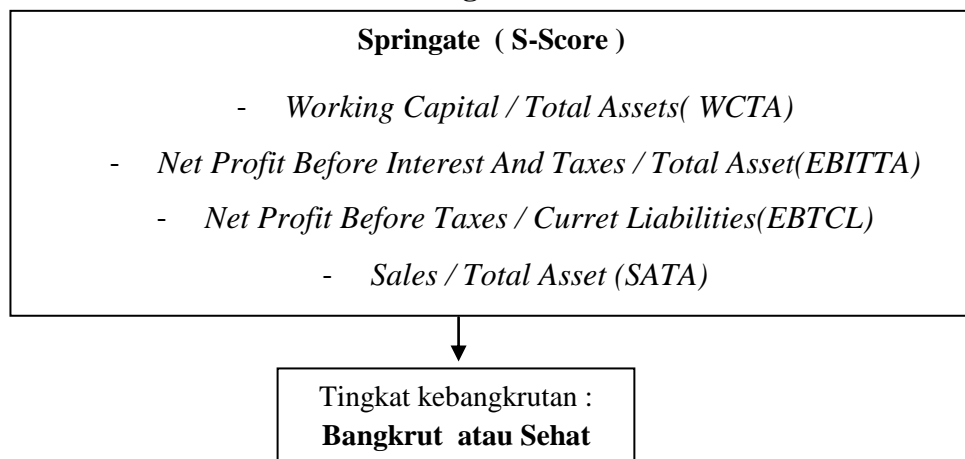 Springate ( S-Score )
- Working Capital / Total Assets( WCTA)
- Net Profit Before Interest And Taxes / Total Asset(EBITTA)
- Net Profit Before Taxes / Curret Liabilities(EBTCL)
- Sales / Total Asset (SATA)
Tingkat kebangkrutan :
Bangkrut atau Sehat